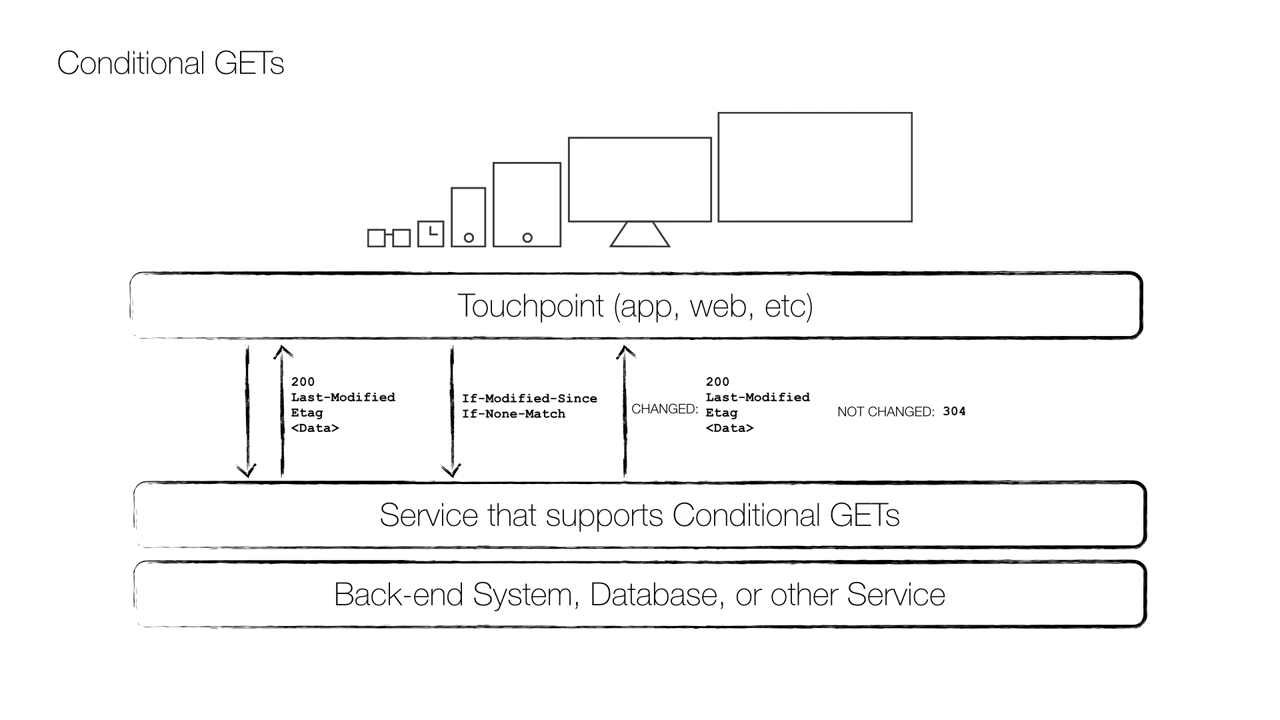 Conditional GETs
Touchpoint (app, web, etc)
200
Last-Modified
Etag
<Data>
If-Modified-Since
If-None-Match
CHANGED:
200
Last-Modified
Etag
<Data>
NOT CHANGED: 304
Service that supports Conditional GETs
Back-end System, Database, or other Service